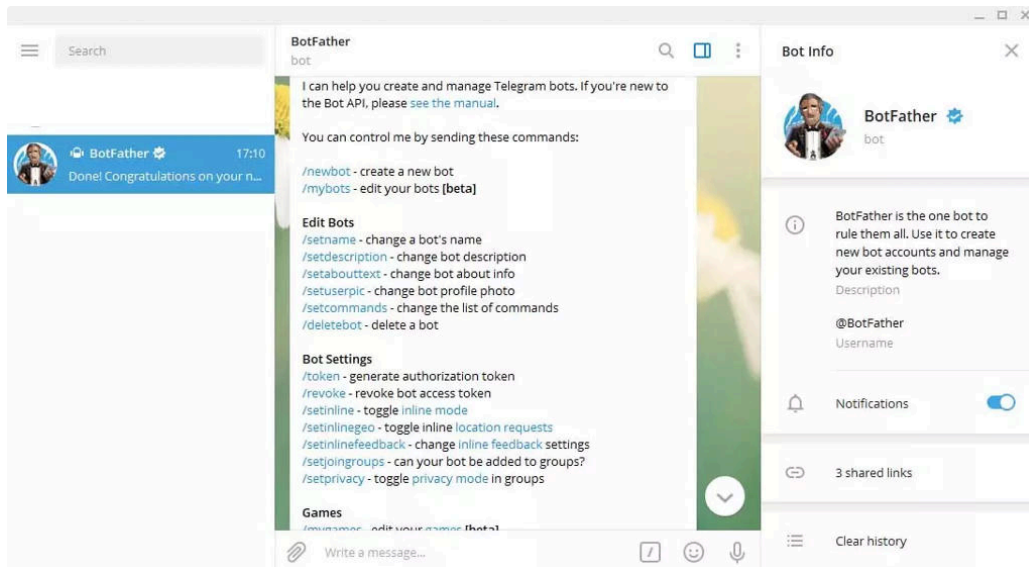 Search
BotFather
17:10
Done! Congratulations on your n...
BotFather
bot
I can help you create and manage Telegram bots. If you're new to
the Bot API, please see the manual.
You can control me by sending these commands:
/newbot - create a new bot
/mybots - edit your bots [beta]
Edit Bots
/setname - change a bot's name
/setdescription - change bot description
/setabouttext - change bot about info
/setuserpic - change bot profile photo
/setcommands - change the list of commands
/deletebot - delete a bot
Bot Settings
/token - generate authorization token
/revoke - revoke bot access token
/setinline - toggle inline mode
/setinlinegeo - toggle inline location requests
/setinlinefeedback - change inline feedback settings
/setjoingroups - can your bot be added to groups?
/setprivacy - toggle privacy mode in groups
Games
/mygames - edit your games [beta]
Write a message...
Bot Info
BotFather
bot
BotFather is the one bot to
rule them all. Use it to create
new bot accounts and manage
your existing bots.
Description
@BotFather
Username
Notifications
3 shared links
Clear history